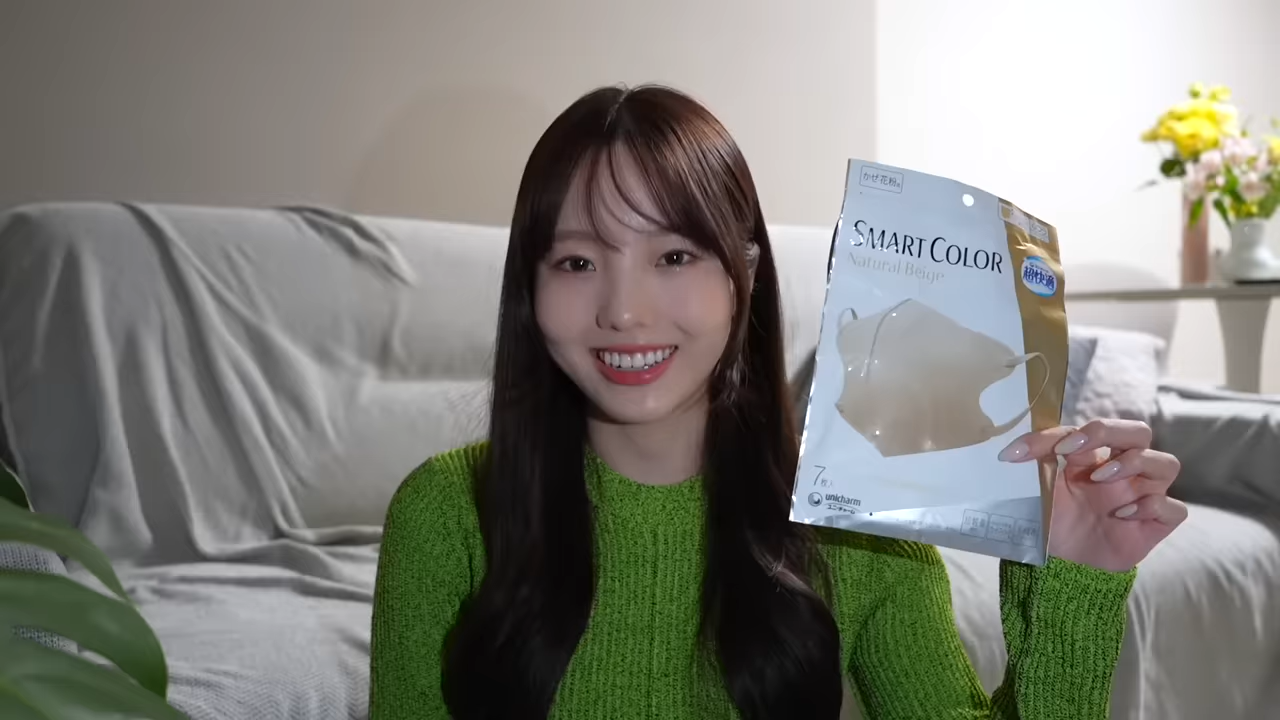 かぜ・花粉用
SMART COLOR
Natural Beige
超快適
7枚入
unicharm
ユニ・チャーム